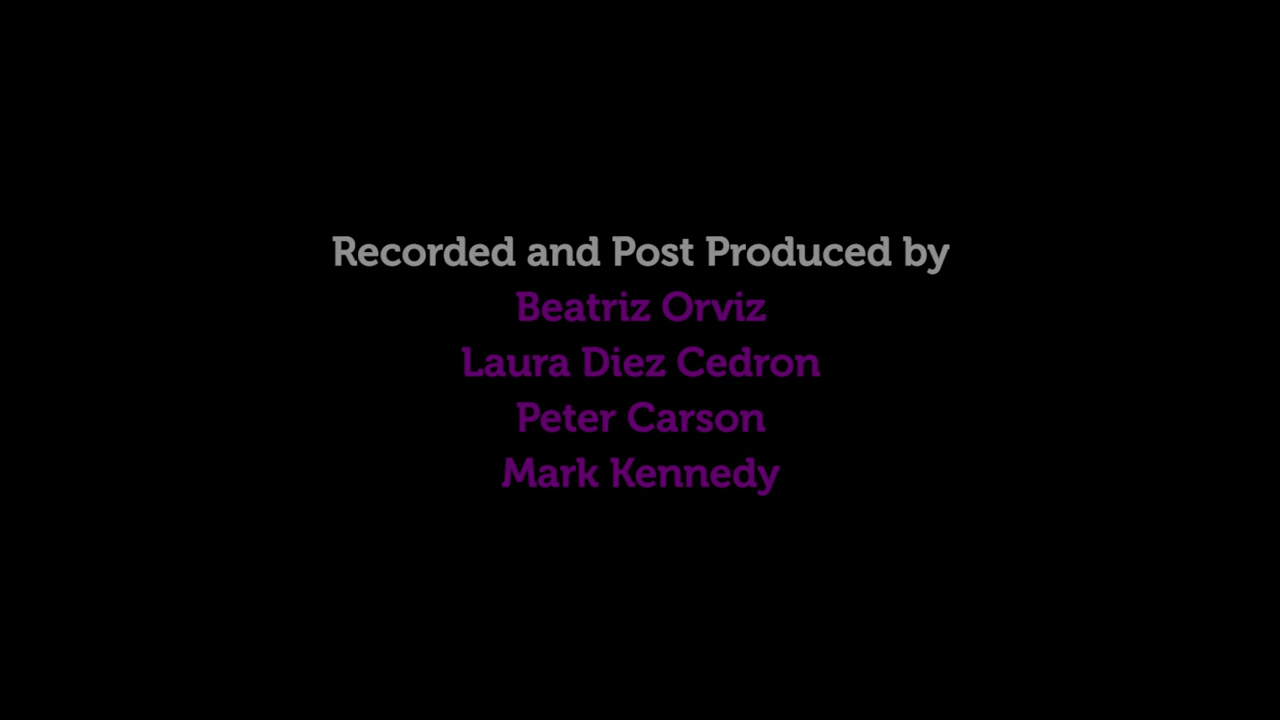 Recorded and Post Produced by
Beatriz Orviz
Laura Diez Cedron
Peter Carson
Mark Kennedy